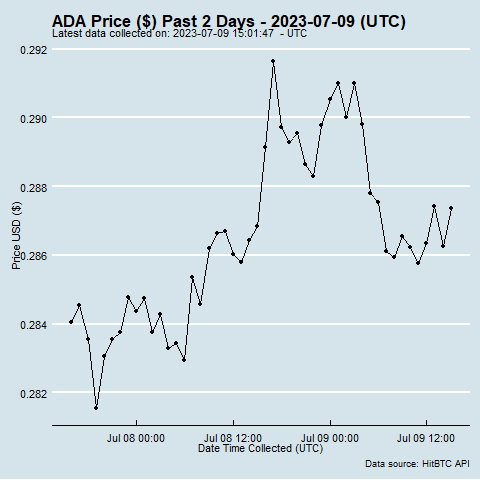 ADA Price ($) Past 2 Days - 2023-07-09 (UTC)
Latest data collected on: 2023-07-09 15:01:47  - UTC
0.292
0.290
0.288
0.286
0.284
0.282
Price USD ($)
Jul 08 00:00
Jul 08 12:00
Jul 09 00:00
Jul 09 12:00
Date Time Collected (UTC)
Data source: HitBTC API